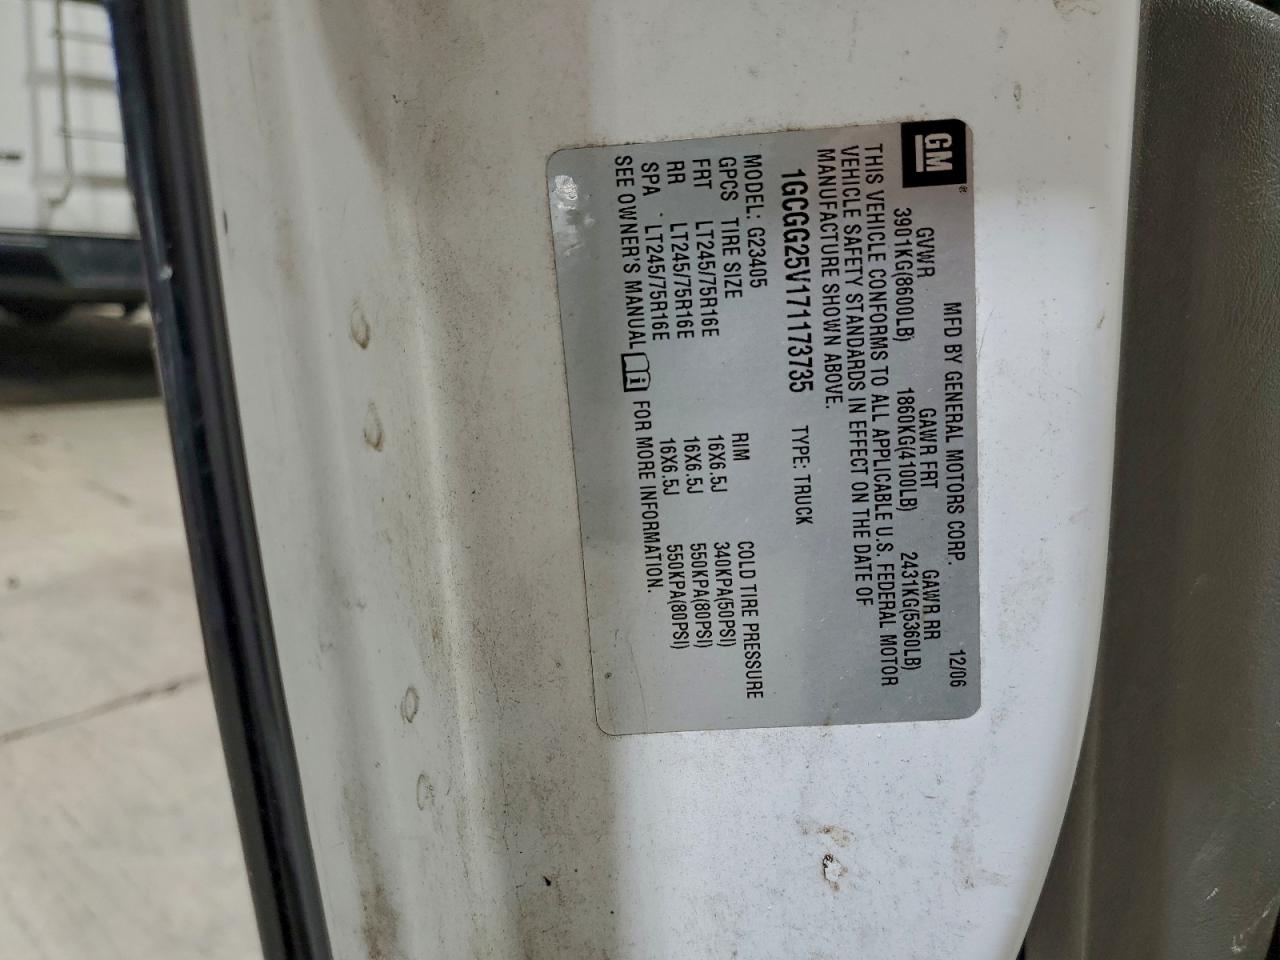 GM®
MFD BY GENERAL MOTORS CORP. 12/06
GVWR GAWR FRT GAWR RR
3901KG(8600LB) 1860KG(4100LB) 2431KG(5360LB)
THIS VEHICLE CONFORMS TO ALL APPLICABLE U.S. FEDERAL MOTOR
VEHICLE SAFETY STANDARDS IN EFFECT ON THE DATE OF
MANUFACTURE SHOWN ABOVE.
1GCGG25V171173735 TYPE: TRUCK
MODEL: G23405
GPCS TIRE SIZE RIM COLD TIRE PRESSURE
FRT LT245/75R16E 16X6.5J 340KPA(50PSI)
RR LT245/75R16E 16X6.5J 550KPA(80PSI)
SPA LT245/75R16E 16X6.5J 550KPA(80PSI)
SEE OWNER'S MANUAL FOR MORE INFORMATION.